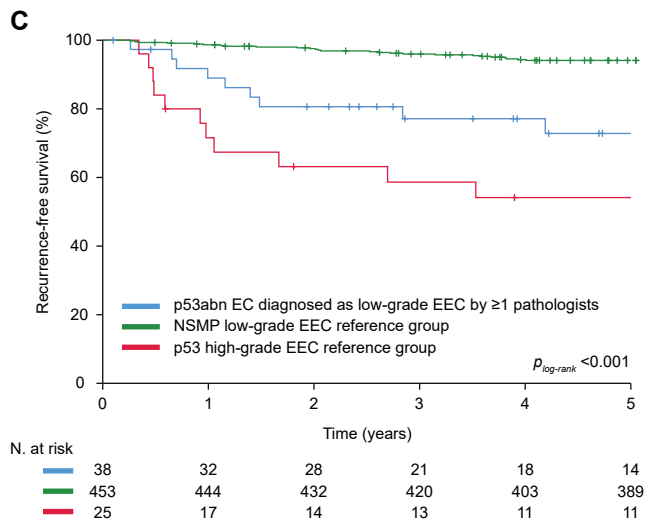 C
100
80
60
40
20
0
Recurrence-free survival (%)
p53abn EC diagnosed as low-grade EEC by ≥1 pathologists
NSMP low-grade EEC reference group
p53 high-grade EEC reference group
p log-rank <0.001
0 1 2 3 4 5
Time (years)
N. at risk
38 32 28 21 18 14
453 444 432 420 403 389
25 17 14 13 11 11